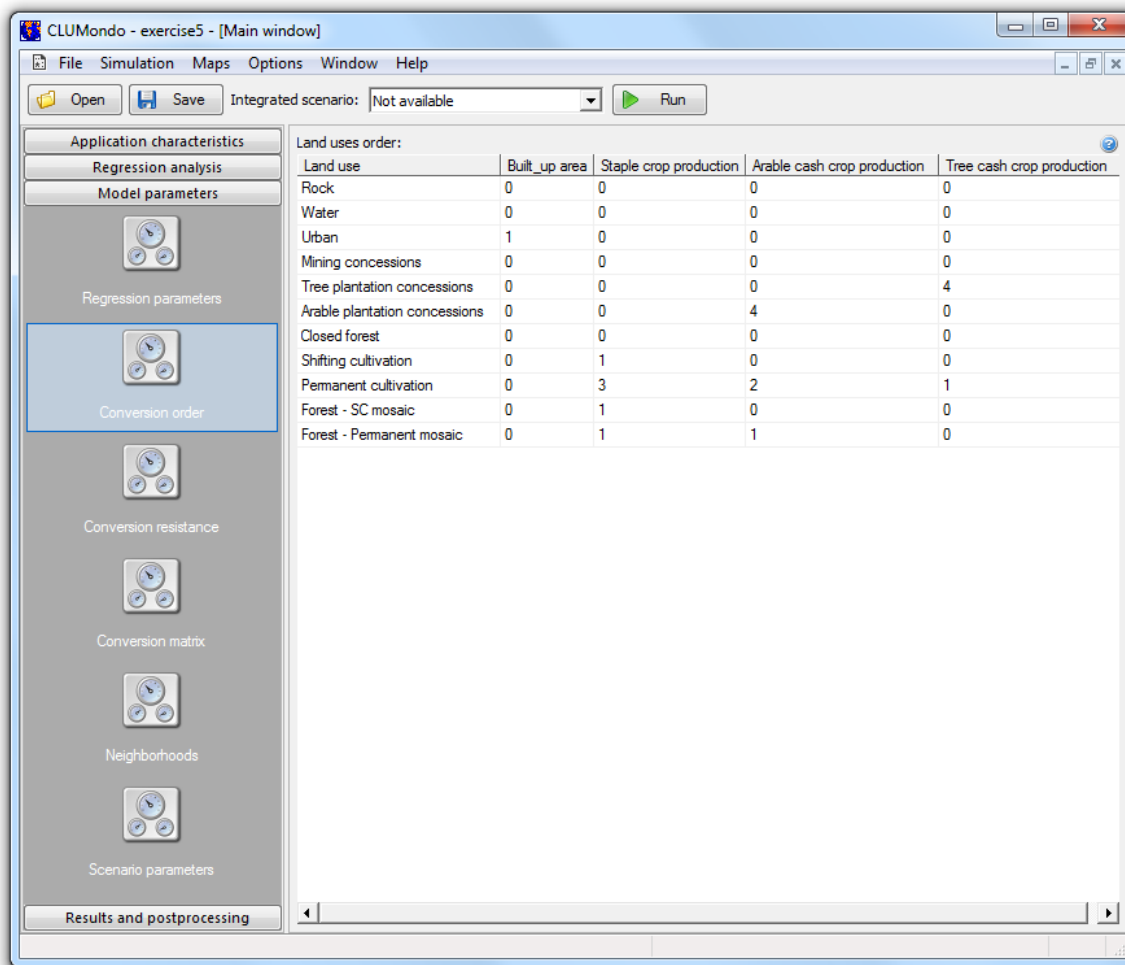 CLUMondo - exercise5 - [Main window]
File Simulation Maps Options Window Help
Open Save Integrated scenario: Not available Run
Application characteristics
Regression analysis
Model parameters
Regression parameters
Conversion order
Conversion resistance
Conversion matrix
Neighborhoods
Scenario parameters
Results and postprocessing
Land uses order:
Land use Built_up area Staple crop production Arable cash crop production Tree cash crop production
Rock 0 0 0 0
Water 0 0 0 0
Urban 1 0 0 0
Mining concessions 0 0 0 0
Tree plantation concessions 0 0 0 4
Arable plantation concessions 0 0 4 0
Closed forest 0 0 0 0
Shifting cultivation 0 1 0 0
Permanent cultivation 0 3 2 1
Forest - SC mosaic 0 1 0 0
Forest - Permanent mosaic 0 1 1 0